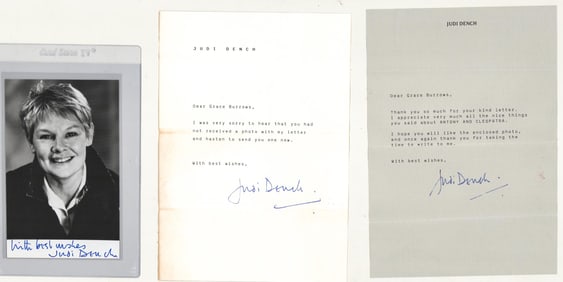 With best wishes
Judi Dench
JUDI DENCH
Dear Grace Burrows,
I was very sorry to hear that you had
not received a photo with my letter
and hasten to send you one now.
With best wishes,
Judi Dench.
JUDI DENCH
Dear Grace Burrows,
Thank you so much for your kind letter.
I appreciate very much all the nice things
you said about ANTONY AND CLEOPATRA.
I hope you will like the enclosed photo,
and once again thank you for taking the
time to write to me.
With best wishes,
Judi Dench.